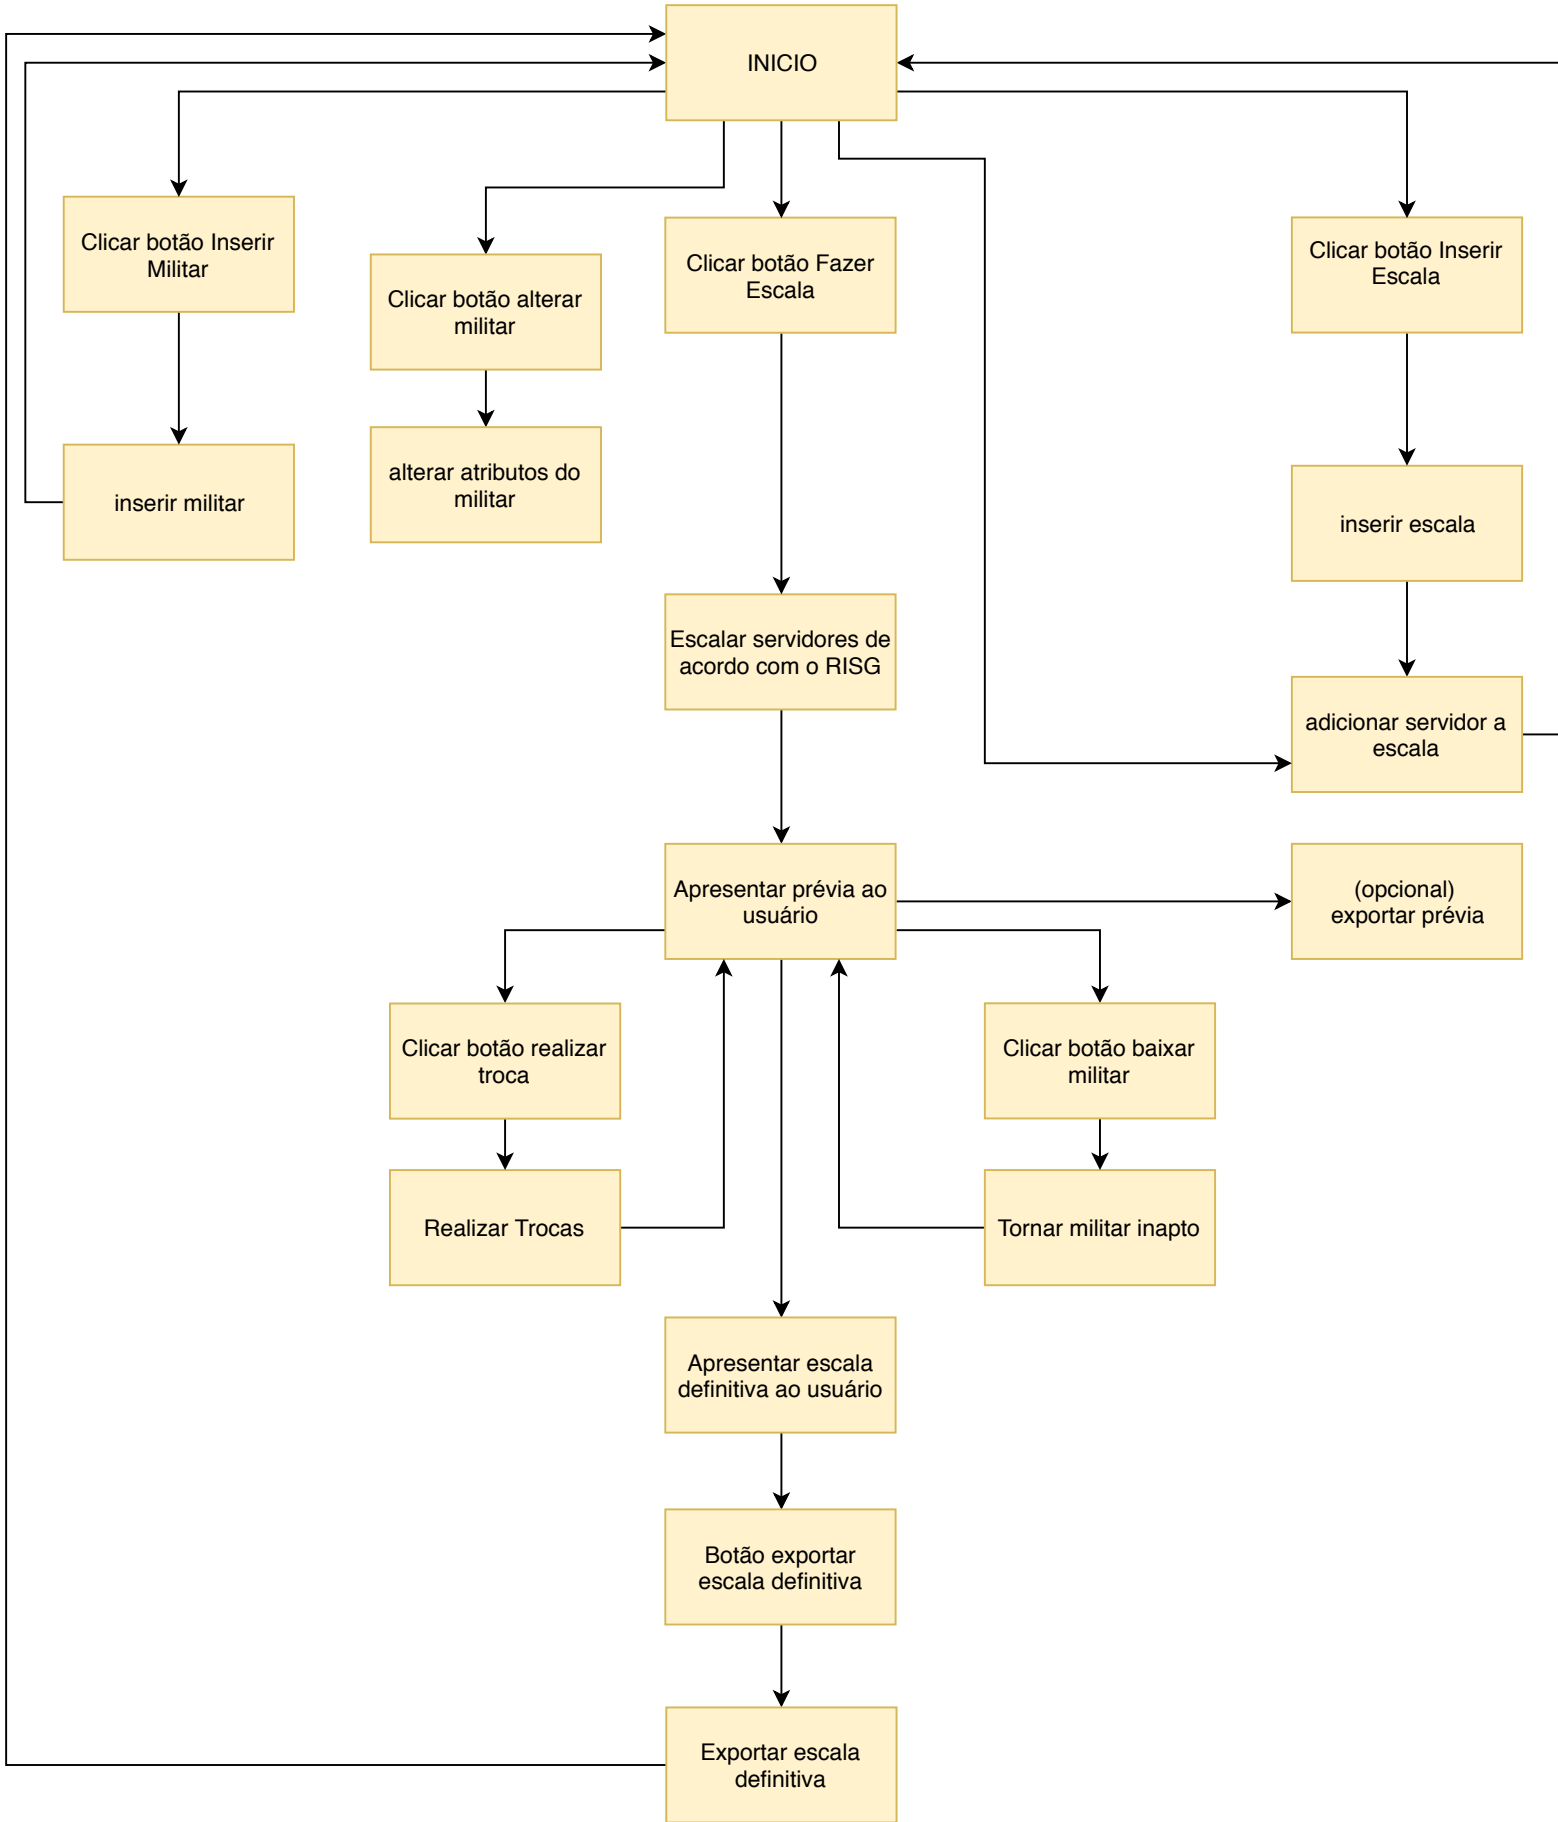 INICIO
Clicar botão Inserir
Militar
Clicar botão alterar
militar
Clicar botão Fazer
Escala
Clicar botão Inserir
Escala
inserir militar
alterar atributos do
militar
inserir escala
Escalar servidores de
acordo com o RISG
adicionar servidor a
escala
Apresentar prévia ao
usuário
(opcional)
exportar prévia
Clicar botão realizar
troca
Clicar botão baixar
militar
Realizar Trocas
Tornar militar inapto
Apresentar escala
definitiva ao usuário
Botão exportar
escala definitiva
Exportar escala
definitiva